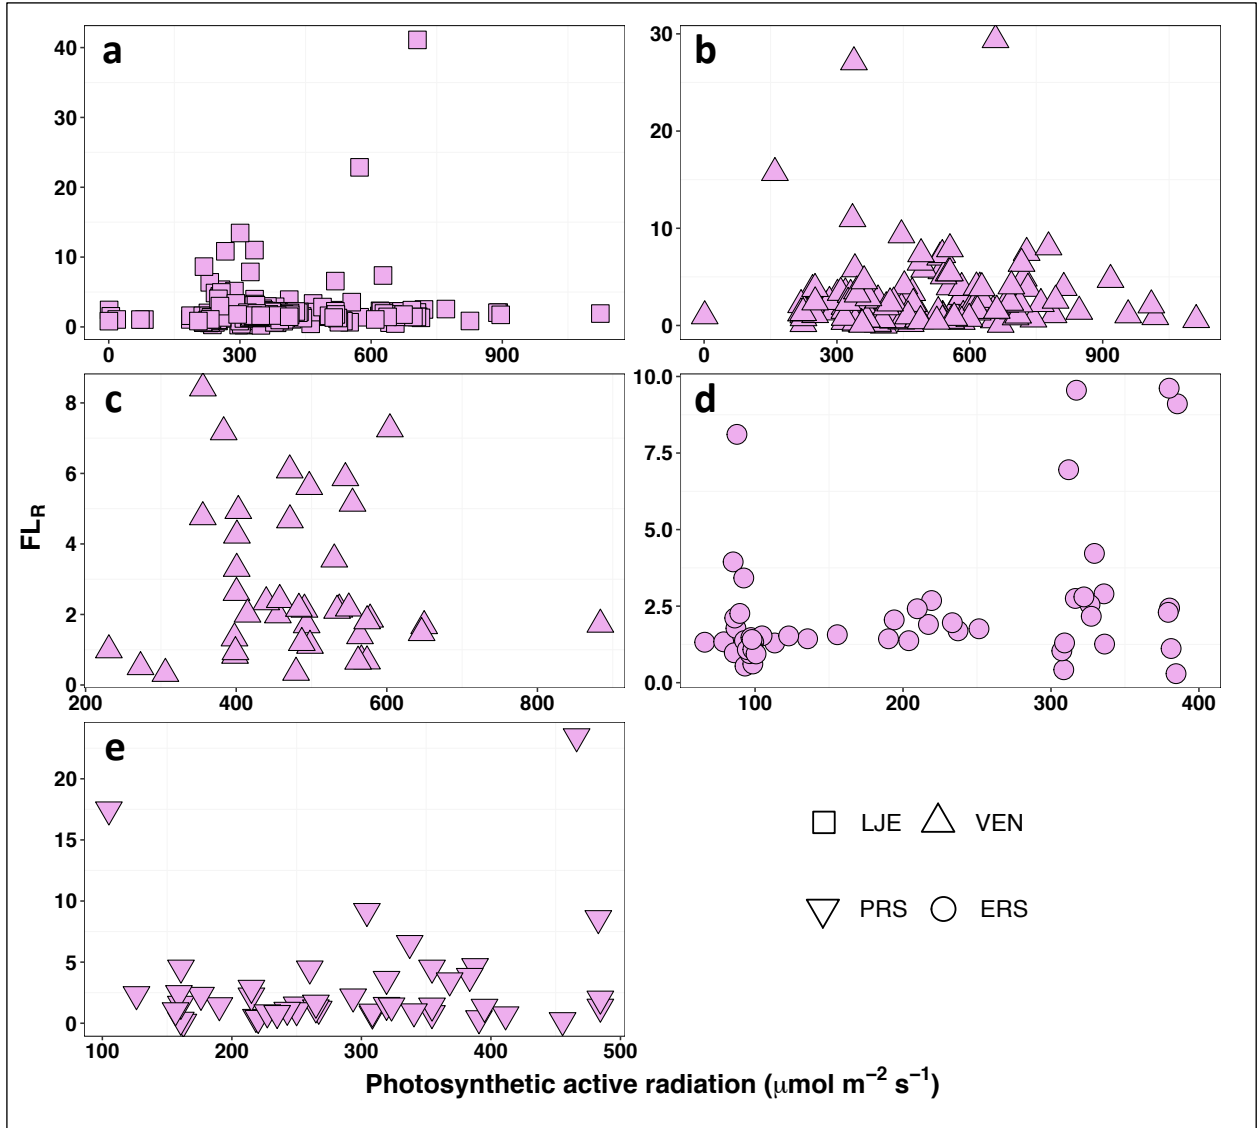 a
40
30
20
10
0
0 300 600 900
b
30
20
10
0
0 300 600 900
c
8
6
4
2
0
200 400 600 800
d
10.0
7.5
5.0
2.5
0.0
100 200 300 400
e
20
15
10
5
0
100 200 300 400 500
FL_R
LJE VEN
PRS ERS
Photosynthetic active radiation (μmol m⁻² s⁻¹)